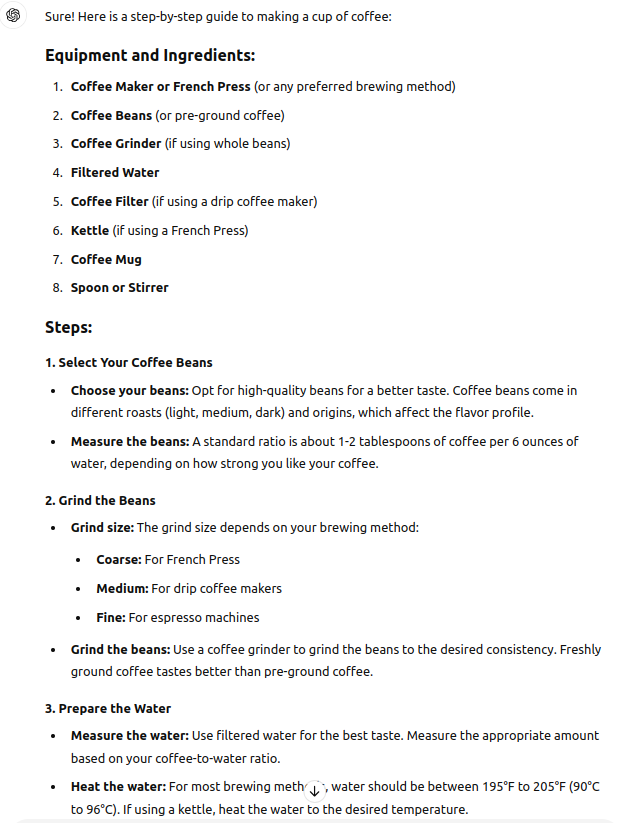 Sure! Here is a step-by-step guide to making a cup of coffee:
Equipment and Ingredients:
1. Coffee Maker or French Press (or any preferred brewing method)
2. Coffee Beans (or pre-ground coffee)
3. Coffee Grinder (if using whole beans)
4. Filtered Water
5. Coffee Filter (if using a drip coffee maker)
6. Kettle (if using a French Press)
7. Coffee Mug
8. Spoon or Stirrer
Steps:
1. Select Your Coffee Beans
• Choose your beans: Opt for high-quality beans for a better taste. Coffee beans come in
different roasts (light, medium, dark) and origins, which affect the flavor profile.
• Measure the beans: A standard ratio is about 1-2 tablespoons of coffee per 6 ounces of
water, depending on how strong you like your coffee.
2. Grind the Beans
• Grind size: The grind size depends on your brewing method:
• Coarse: For French Press
• Medium: For drip coffee makers
• Fine: For espresso machines
• Grind the beans: Use a coffee grinder to grind the beans to the desired consistency. Freshly
ground coffee tastes better than pre-ground coffee.
3. Prepare the Water
• Measure the water: Use filtered water for the best taste. Measure the appropriate amount
based on your coffee-to-water ratio.
• Heat the water: For most brewing , water should be between 195°F to 205°F (90°C
to 96°C). If using a kettle, heat the water to the desired temperature.